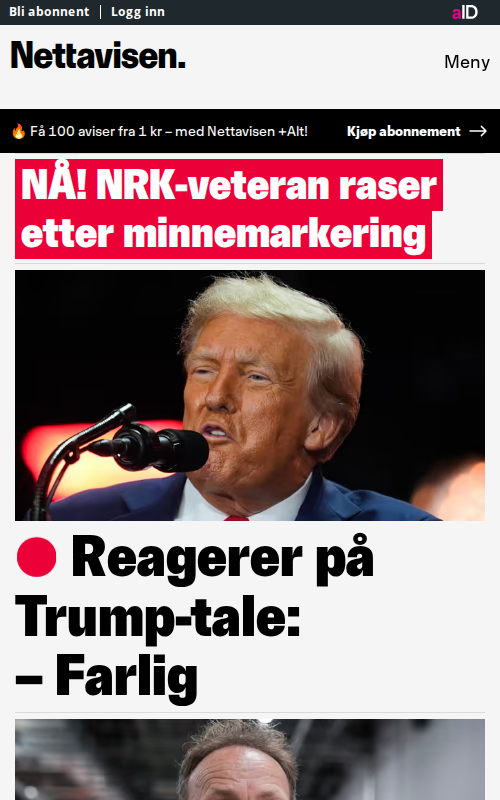 Bli abonnent | Logg inn
aID
Nettavisen.
Meny
🔥 Få 100 aviser fra 1 kr – med Nettavisen +Alt!
Kjøp abonnement →
NÅ! NRK-veteran raser
etter minnemarkering
Reagerer på
Trump-tale:
– Farlig